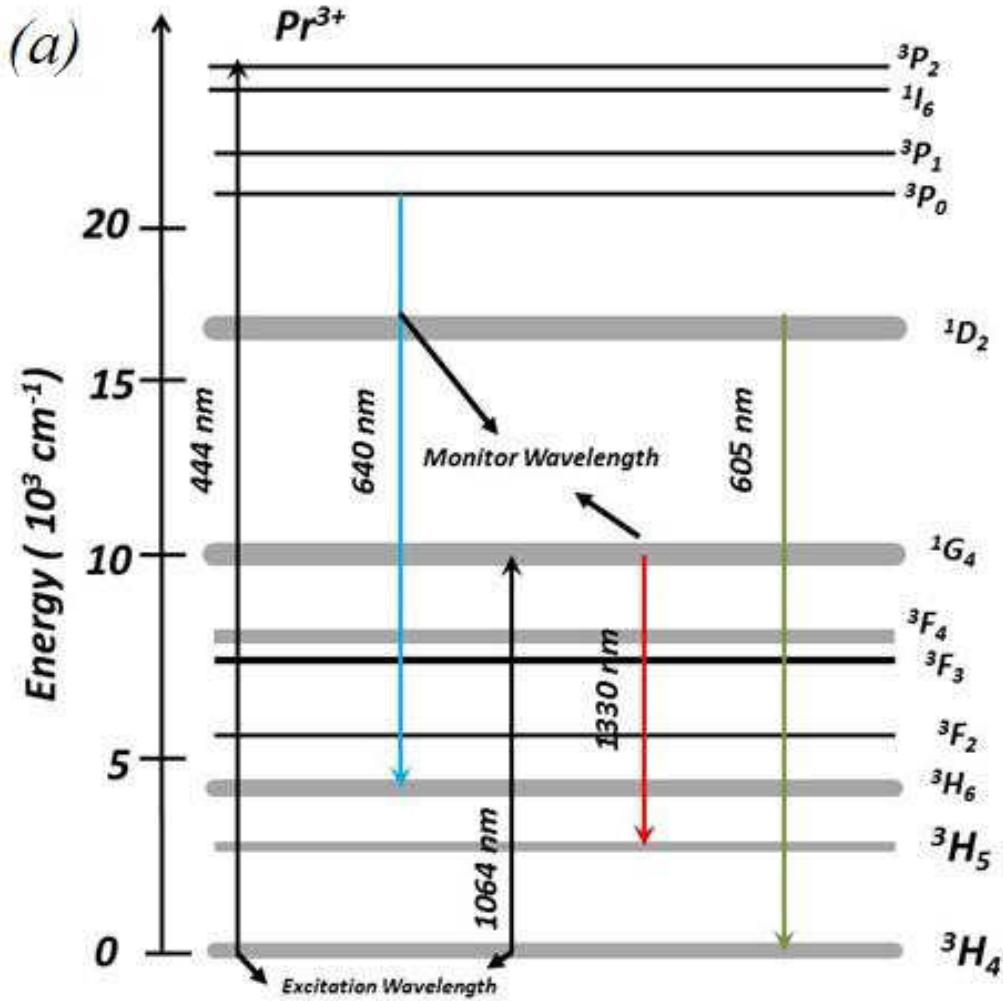 (a)
Pr³⁺
³P₂
¹I₆
³P₁
³P₀
20
¹D₂
15
444 nm
640 nm
605 nm
Monitor Wavelength
Energy ( 10³ cm⁻¹)
10
¹G₄
³F₄
³F₃
1330 nm
³F₂
5
³H₆
1064 nm
³H₅
0
³H₄
Excitation Wavelength